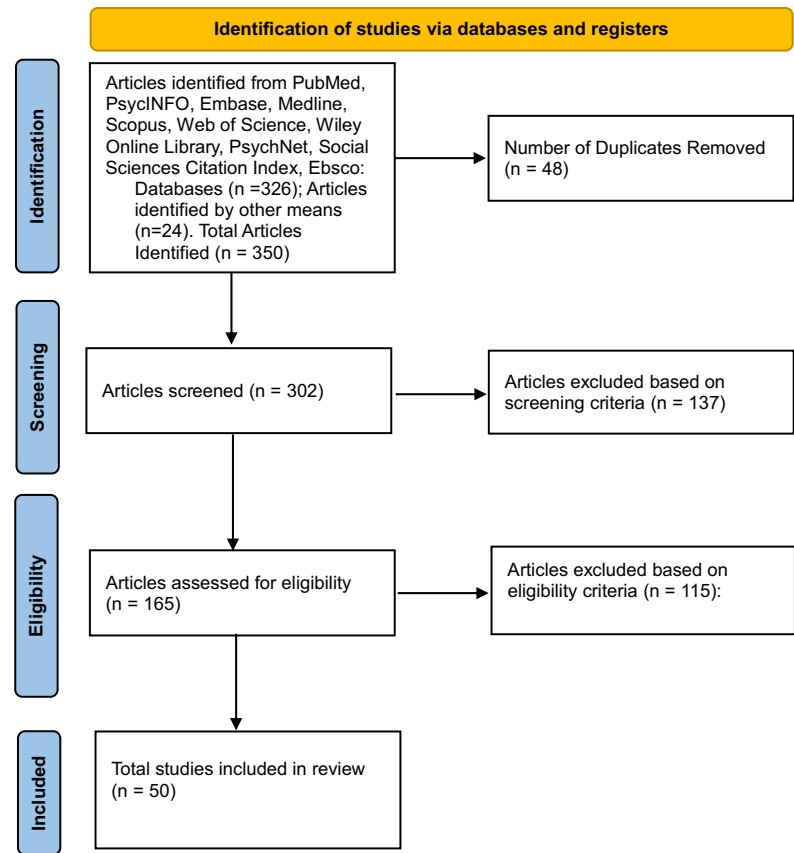 Identification of studies via databases and registers
Identification
Articles identified from PubMed,
PsycINFO, Embase, Medline,
Scopus, Web of Science, Wiley
Online Library, PsychNet, Social
Sciences Citation Index, Ebsco:
Databases (n =326); Articles
identified by other means
(n=24). Total Articles
Identified (n = 350)
Number of Duplicates Removed
(n = 48)
Screening
Articles screened (n = 302)
Articles excluded based on
screening criteria (n = 137)
Eligibility
Articles assessed for eligibility
(n = 165)
Articles excluded based on
eligibility criteria (n = 115):
Included
Total studies included in review
(n = 50)